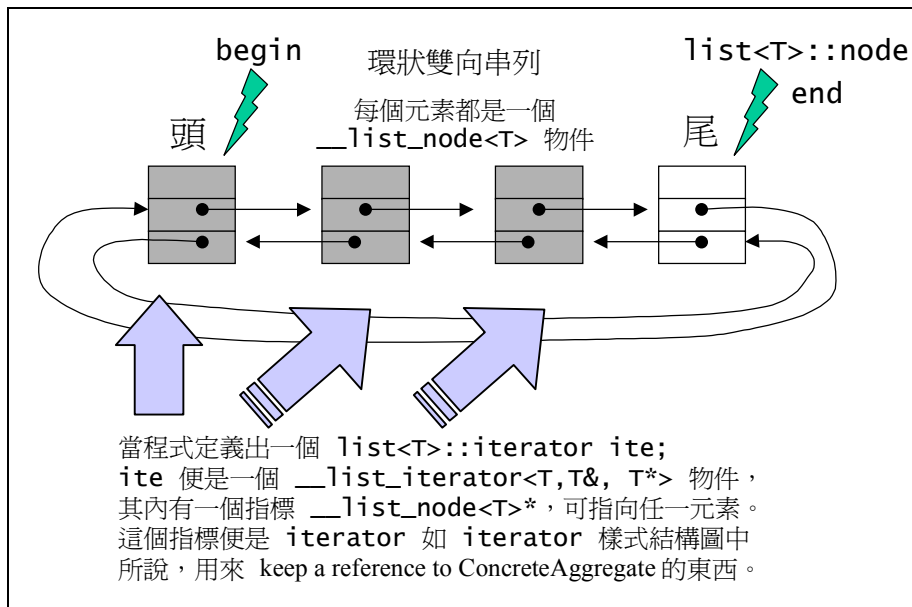 begin
環狀雙向串列
list<T>::node
end
每個元素都是一個
__list_node<T> 物件
頭
尾
當程式定義出一個 list<T>::iterator ite;
ite 便是一個 __list_iterator<T,T&, T*> 物件，
其內有一個指標 __list_node<T>*，可指向任一元素。
這個指標便是 iterator 如 iterator 樣式結構圖中
所說，用來 keep a reference to ConcreteAggregate 的東西。